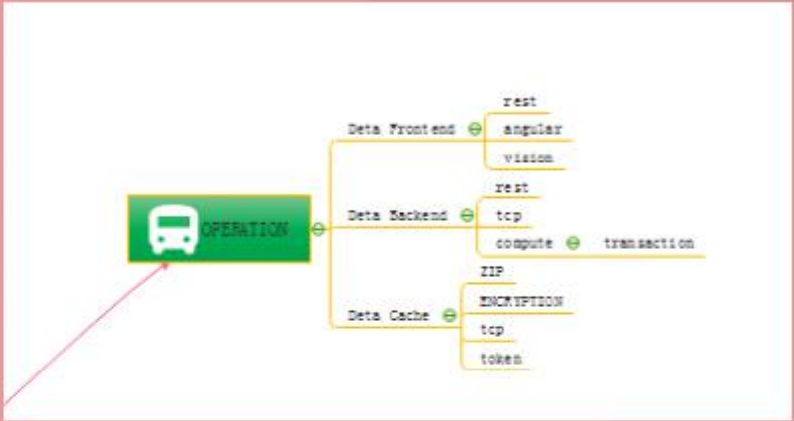 OPERATION
Deta Frontend
rest
angular
vision
Deta Backend
rest
tcp
compute
transaction
Deta Cache
ZIP
ENCRYPTION
tcp
token